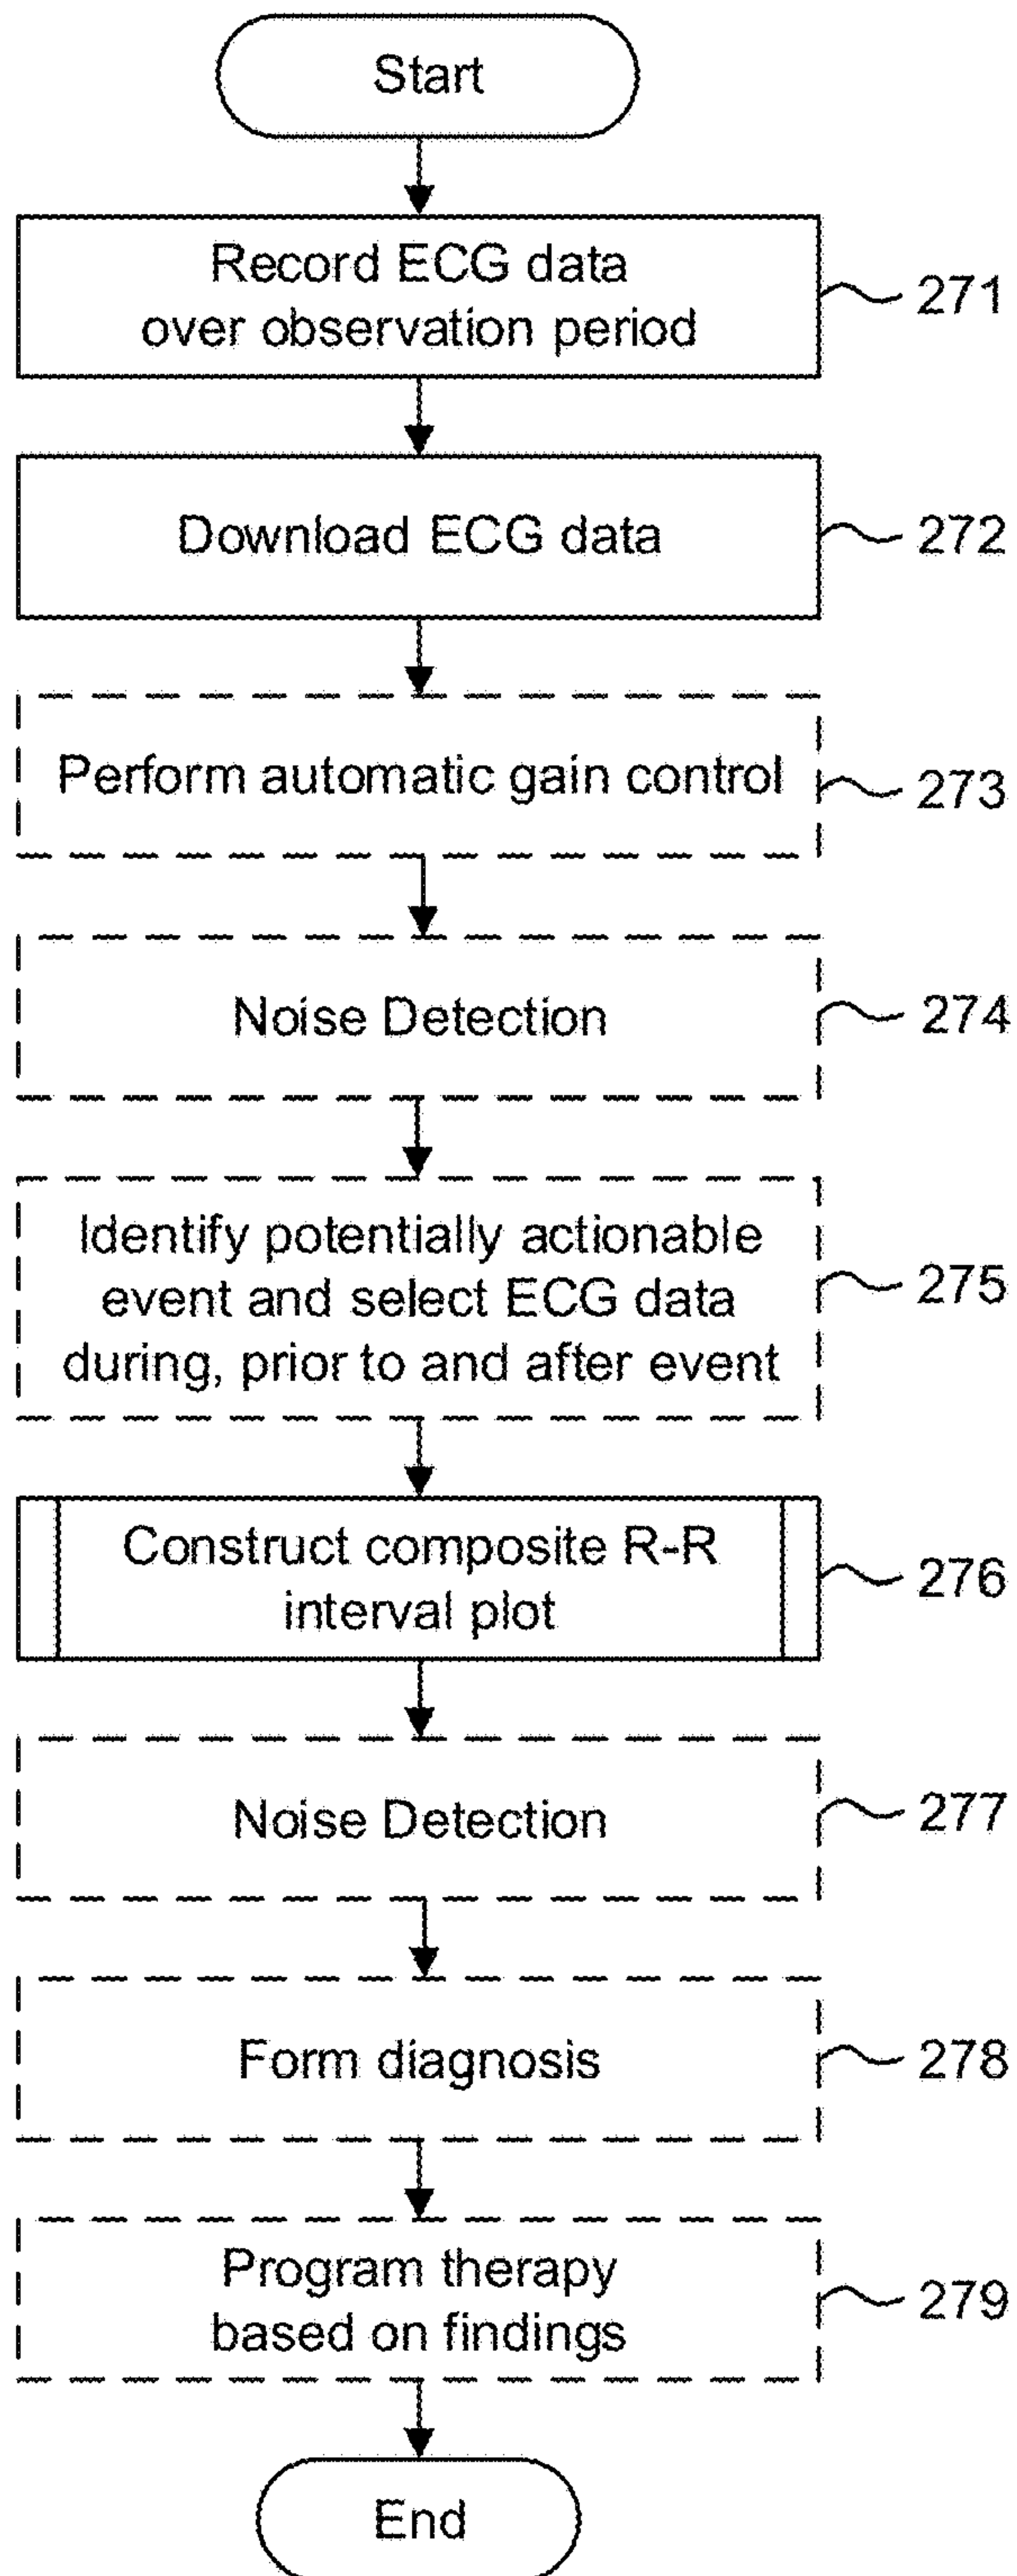 Start
Record ECG data
over observation period
271
Download ECG data
272
Perform automatic gain control
273
Noise Detection
274
Identify potentially actionable
event and select ECG data
during, prior to and after event
275
Construct composite R-R
interval plot
276
Noise Detection
277
Form diagnosis
278
Program therapy
based on findings
279
End